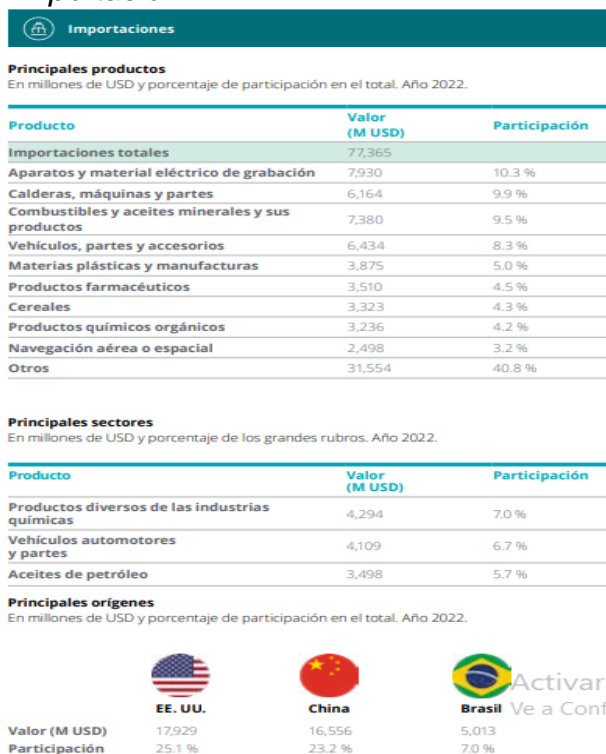 Importaciones
Principales productos
En millones de USD y porcentaje de participación en el total. Año 2022.
Producto Valor (M USD) Participación
Importaciones totales 77,365
Aparatos y material eléctrico de grabación 7,930 10.3 %
Calderas, máquinas y partes 6,164 9.9 %
Combustibles y aceites minerales y sus
productos 7,380 9.5 %
Vehículos, partes y accesorios 6,434 8.3 %
Materias plásticas y manufacturas 3,875 5.0 %
Productos farmacéuticos 3,510 4.5 %
Cereales 3,323 4.3 %
Productos químicos orgánicos 3,236 4.2 %
Navegación aérea o espacial 2,498 3.2 %
Otros 31,554 40.8 %
Principales sectores
En millones de USD y porcentaje de los grandes rubros. Año 2022.
Producto Valor (M USD) Participación
Productos diversos de las industrias
químicas 4,294 7.0 %
Vehículos automotores
y partes 4,109 6.7 %
Aceites de petróleo 3,498 5.7 %
Principales orígenes
En millones de USD y porcentaje de participación en el total. Año 2022.
EE. UU. China Brasil
Valor (M USD) 17,929 16,556 5,013
Participación 25.1 % 23.2 % 7.0 %
Activar
Ve a Conf